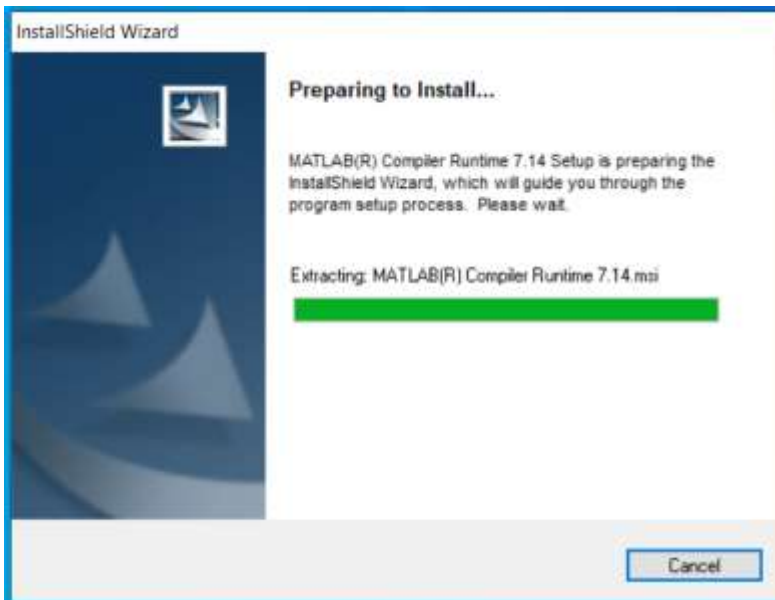 InstallShield Wizard
Preparing to Install...
MATLAB(R) Compiler Runtime 7.14 Setup is preparing the
InstallShield Wizard, which will guide you through the
program setup process. Please wait.
Extracting: MATLAB(R) Compiler Runtime 7.14.msi
Cancel